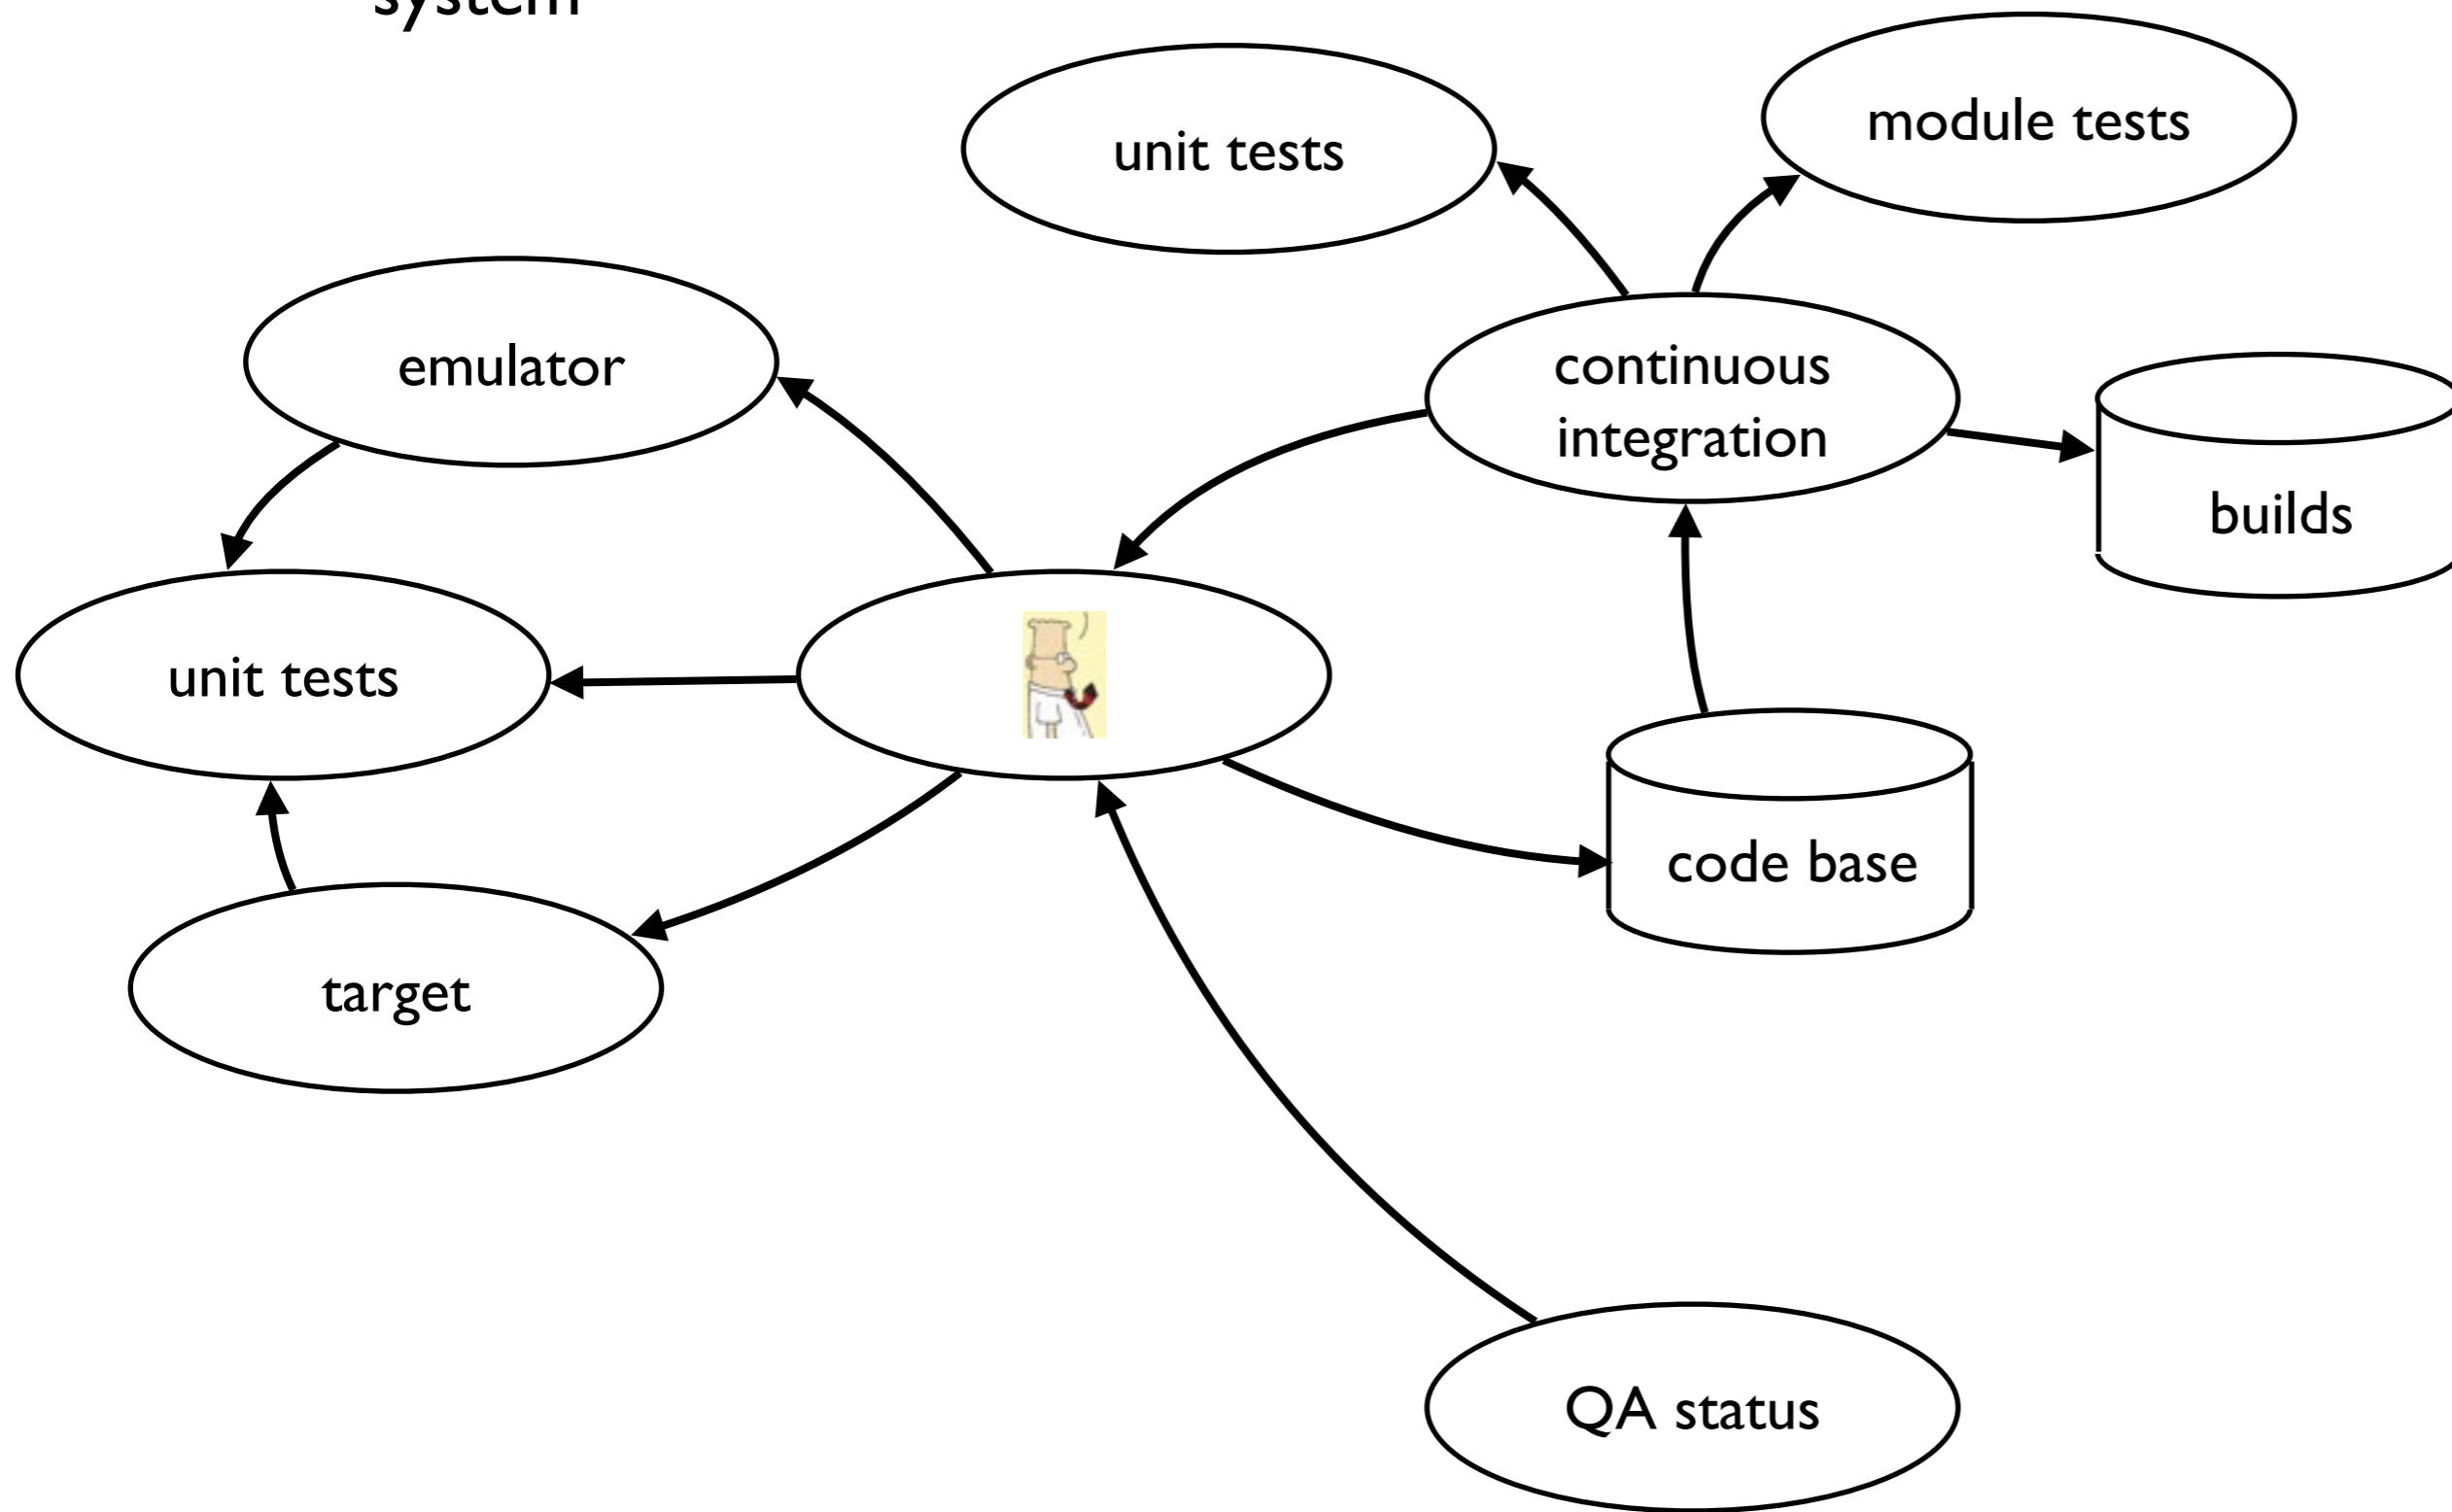 system
unit tests
module tests
emulator
continuous
integration
builds
unit tests
code base
target
QA status